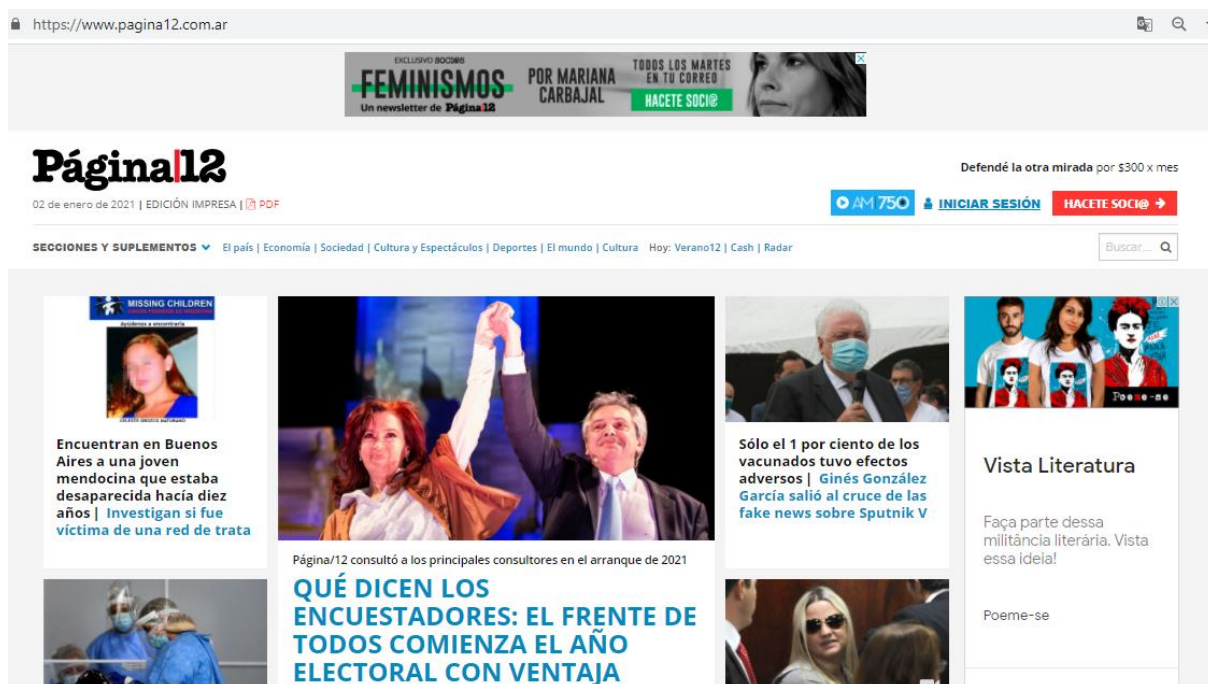 https://www.pagina12.com.ar
EXCLUSIVO SOCI@S
FEMINISMOS
Un newsletter de Página 12
POR MARIANA
CARBAJAL
TODOS LOS MARTES
EN TU CORREO
HACETE SOCI@
Página|12
02 de enero de 2021 | EDICIÓN IMPRESA | PDF
Defendé la otra mirada por $300 x mes
AM 750
INICIAR SESIÓN
HACETE SOCI@
SECCIONES Y SUPLEMENTOS
El país | Economía | Sociedad | Cultura y Espectáculos | Deportes | El mundo | Cultura Hoy: Verano12 | Cash | Radar
Buscar...
MISSING CHILDREN
Ayúdenos a encontrarla
Encuentran en Buenos
Aires a una joven
mendocina que estaba
desaparecida hacía diez
años | Investigan si fue
víctima de una red de trata
Página/12 consultó a los principales consultores en el arranque de 2021
QUÉ DICEN LOS
ENCUESTADORES: EL FRENTE DE
TODOS COMIENZA EL AÑO
ELECTORAL CON VENTAJA
Sólo el 1 por ciento de los
vacunados tuvo efectos
adversos | Ginés González
García salió al cruce de las
fake news sobre Sputnik V
Poeme-se
Vista Literatura
Faça parte dessa
militância literária. Vista
essa ideia!
Poeme-se